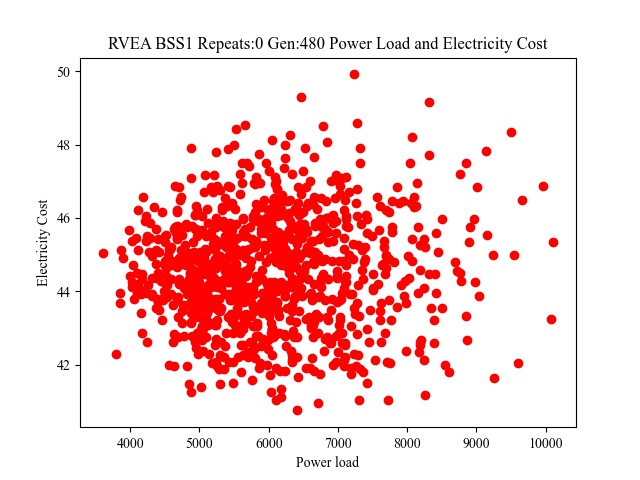 RVEA BSS1 Repeats:0 Gen:480 Power Load and Electricity Cost
50
48
46
44
42
Electricity Cost
4000 5000 6000 7000 8000 9000 10000
Power load